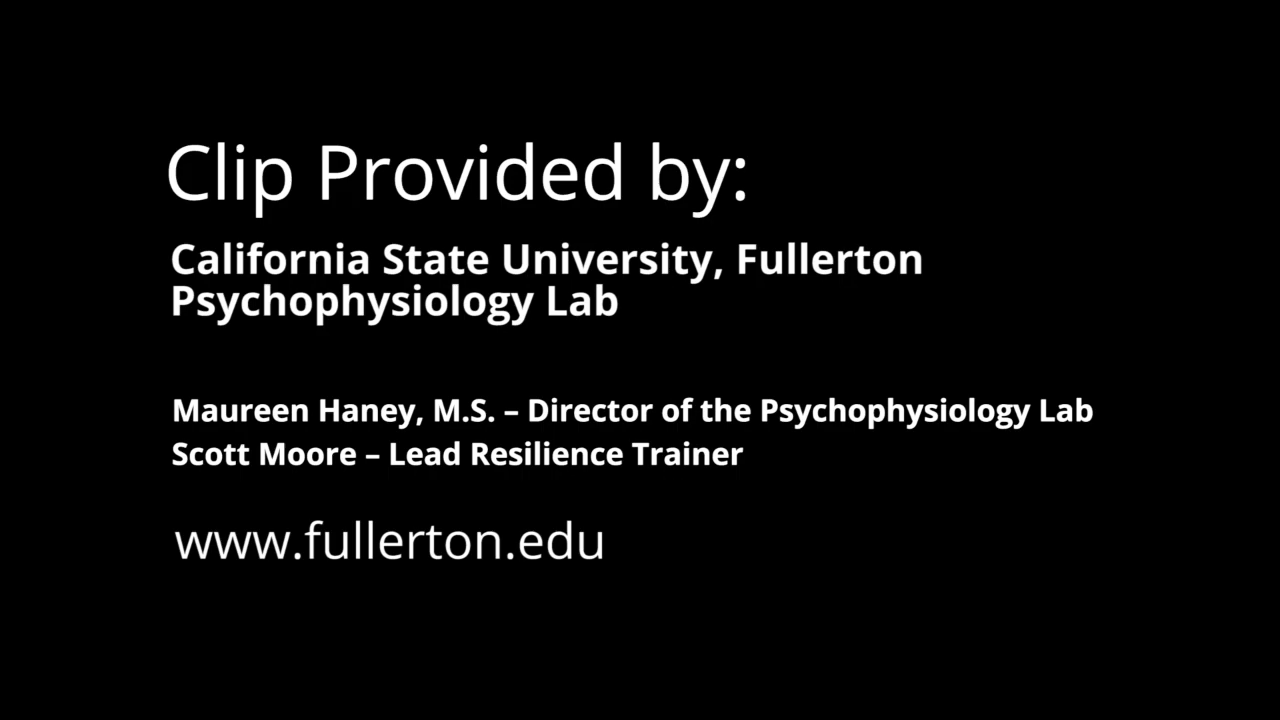 Clip Provided by:
California State University, Fullerton
Psychophysiology Lab
Maureen Haney, M.S. – Director of the Psychophysiology Lab
Scott Moore – Lead Resilience Trainer
www.fullerton.edu